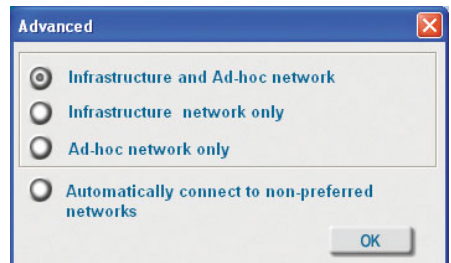 Advanced
Infrastructure and Ad-hoc network
Infrastructure network only
Ad-hoc network only
Automatically connect to non-preferred
networks
OK